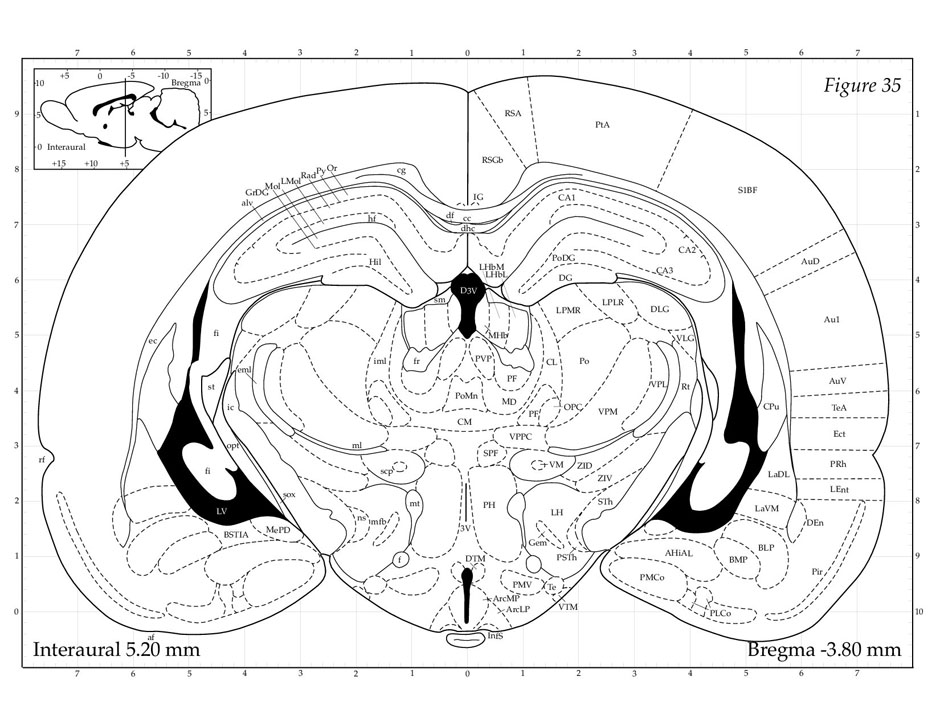 7 6 5 4 3 2 1 0 1 2 3 4 5 6 7
+5 0 -5 -10 -15
Bregma
10 0
5 5
0 Interaural
+15 +10 +5
Figure 35
9 1
8 2
7 3
6 4
5 5
4 6
3 7
2 8
1 9
0 10
RSA
PtA
RSGb
S1BF
cg
Or
Py
Rad
LMol
Mol
GrDG
alv
IG
CA1
hf
df
cc
dhc
CA2
AuD
Hil
PoDG
CA3
LHbM
LHbL
DG
D3V
sm
LPMR
LPLR
DLG
Au1
fi
ec
MHb
VLG
iml
fr
PVP
CL
Po
eml
st
PF
VPL
Rt
AuV
PoMn
MD
OPC
VPM
CPu
TeA
ic
PF
CM
Ect
opt
ml
VPPC
rf
SPF
VM
ZID
PRh
fi
scp
ZIV
LaDL
LEnt
sox
mt
PH
STh
LaVM
LV
ns
mfb
LH
DEn
BSTIA
MePD
3V
Gem
PSTh
AHiAL
BMP
BLP
f
DTM
PMCo
Pir
PMV
Te
ArcMP
VTM
ArcLP
PLCo
af
InfS
Interaural 5.20 mm
Bregma -3.80 mm
7 6 5 4 3 2 1 0 1 2 3 4 5 6 7